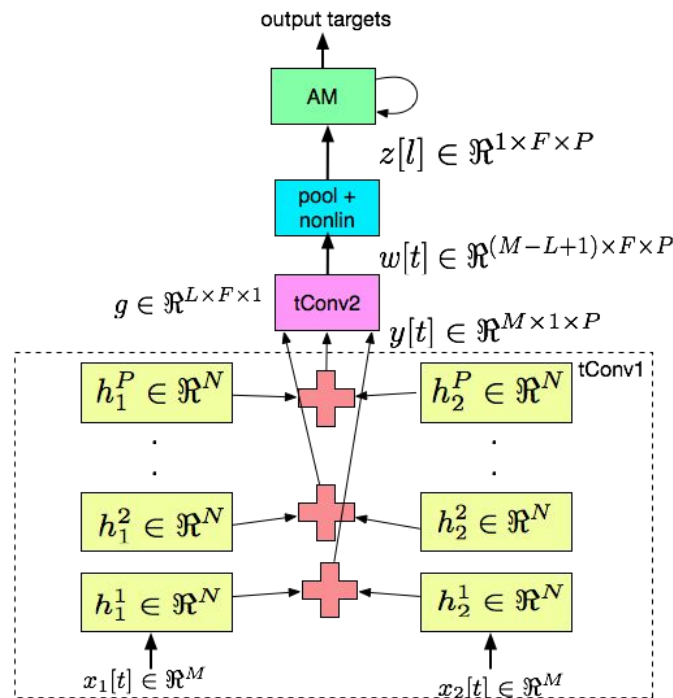 output targets
AM
z[l] ∈ ℜ^{1×F×P}
pool +
nonlin
w[t] ∈ ℜ^{(M−L+1)×F×P}
g ∈ ℜ^{L×F×1}
tConv2
y[t] ∈ ℜ^{M×1×P}
tConv1
h_1^P ∈ ℜ^N
h_2^P ∈ ℜ^N
.
.
.
.
h_1^2 ∈ ℜ^N
h_2^2 ∈ ℜ^N
h_1^1 ∈ ℜ^N
h_2^1 ∈ ℜ^N
x_1[t] ∈ ℜ^M
x_2[t] ∈ ℜ^M